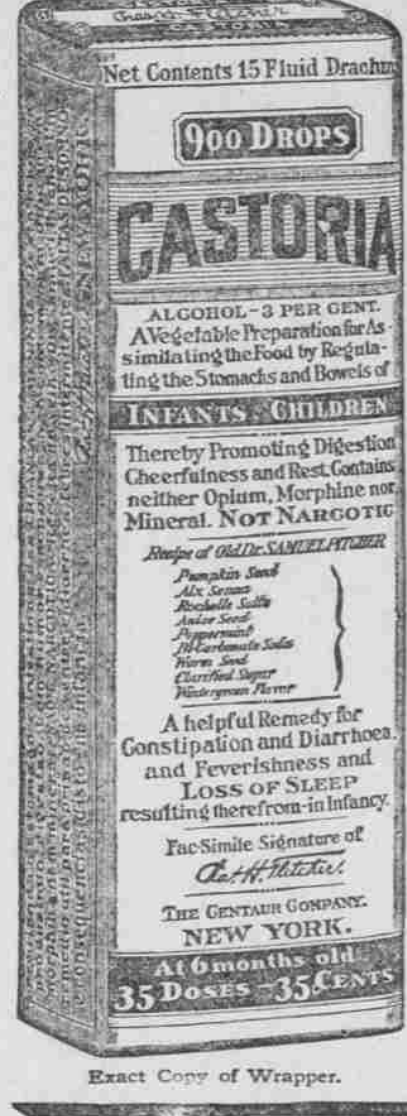 Chas. H. Fletcher
Net Contents 15 Fluid Drachms
900 DROPS
CASTORIA
ALCOHOL-3 PER CENT.
A Vegetable Preparation for As-
similating the Food by Regula-
ting the Stomachs and Bowels of
INFANTS CHILDREN
Thereby Promoting Digestion
Cheerfulness and Rest. Contains
neither Opium, Morphine nor
Mineral. NOT NARCOTIC
Recipe of Old Dr. SAMUEL PITCHER
Pumpkin Seed
Alx Senna
Rochelle Salts
Anise Seed
Peppermint
Bi Carbonate Soda
Worm Seed
Clarified Sugar
Wintergreen Flavor
A helpful Remedy for
Constipation and Diarrhoea.
and Feverishness and
LOSS OF SLEEP
resulting therefrom-in Infancy.
Fac-Simile Signature of
Chas. H. Fletcher.
THE CENTAUR COMPANY.
NEW YORK.
At 6 months old
35 DOSES - 35 CENTS
Exact Copy of Wrapper.